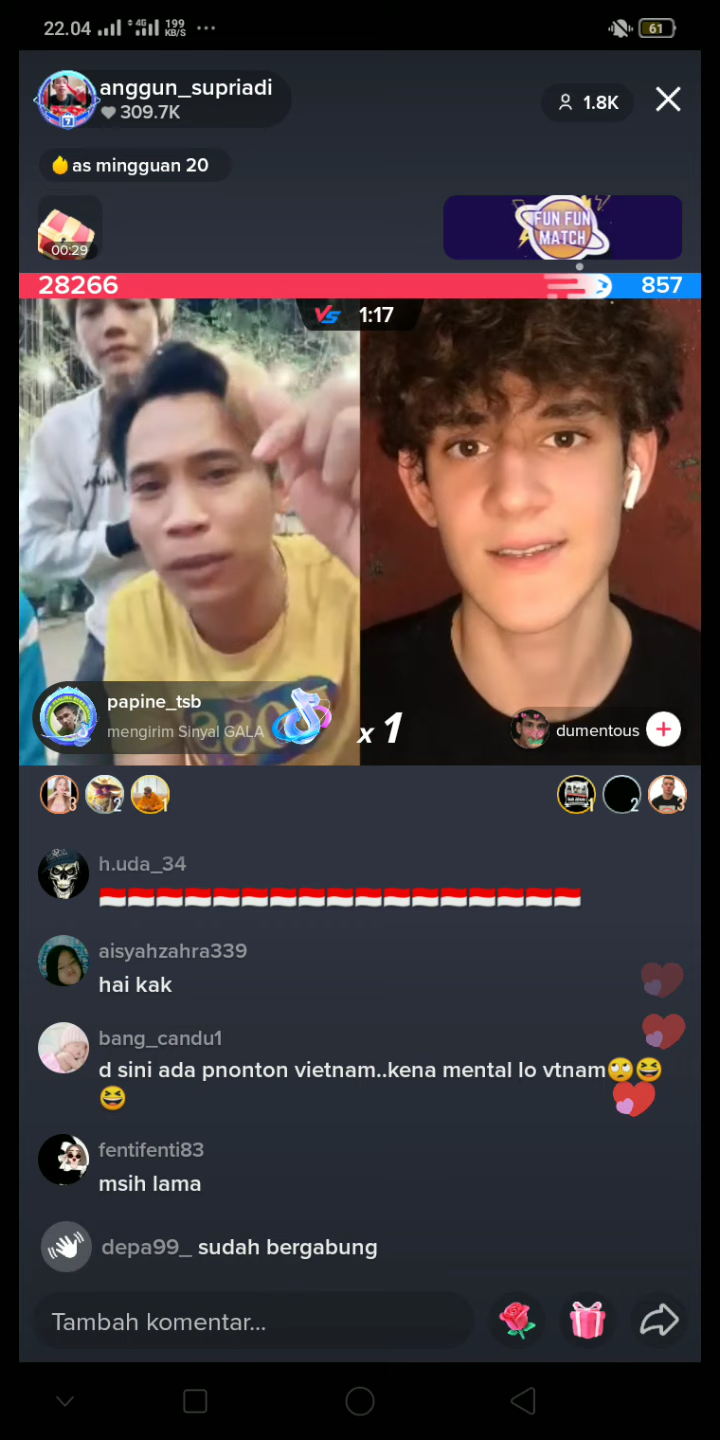 22.04 4G 199 KB/S ...
61
anggun_supriadi
309.7K
1.8K
as mingguan 20
00:29
FUN FUN
MATCH
28266
857
VS 1:17
papine_tsb
mengirim Sinyal GALA
x 1
dumentous
3
2
1
1
2
3
h.uda_34
🇮🇩🇮🇩🇮🇩🇮🇩🇮🇩🇮🇩🇮🇩🇮🇩🇮🇩🇮🇩🇮🇩🇮🇩🇮🇩🇮🇩🇮🇩🇮🇩🇮🇩
aisyahzahra339
hai kak
bang_candu1
d sini ada pnonton vietnam..kena mental lo vtnam🙄😆
😆
fentifenti83
msih lama
depa99_ sudah bergabung
Tambah komentar...